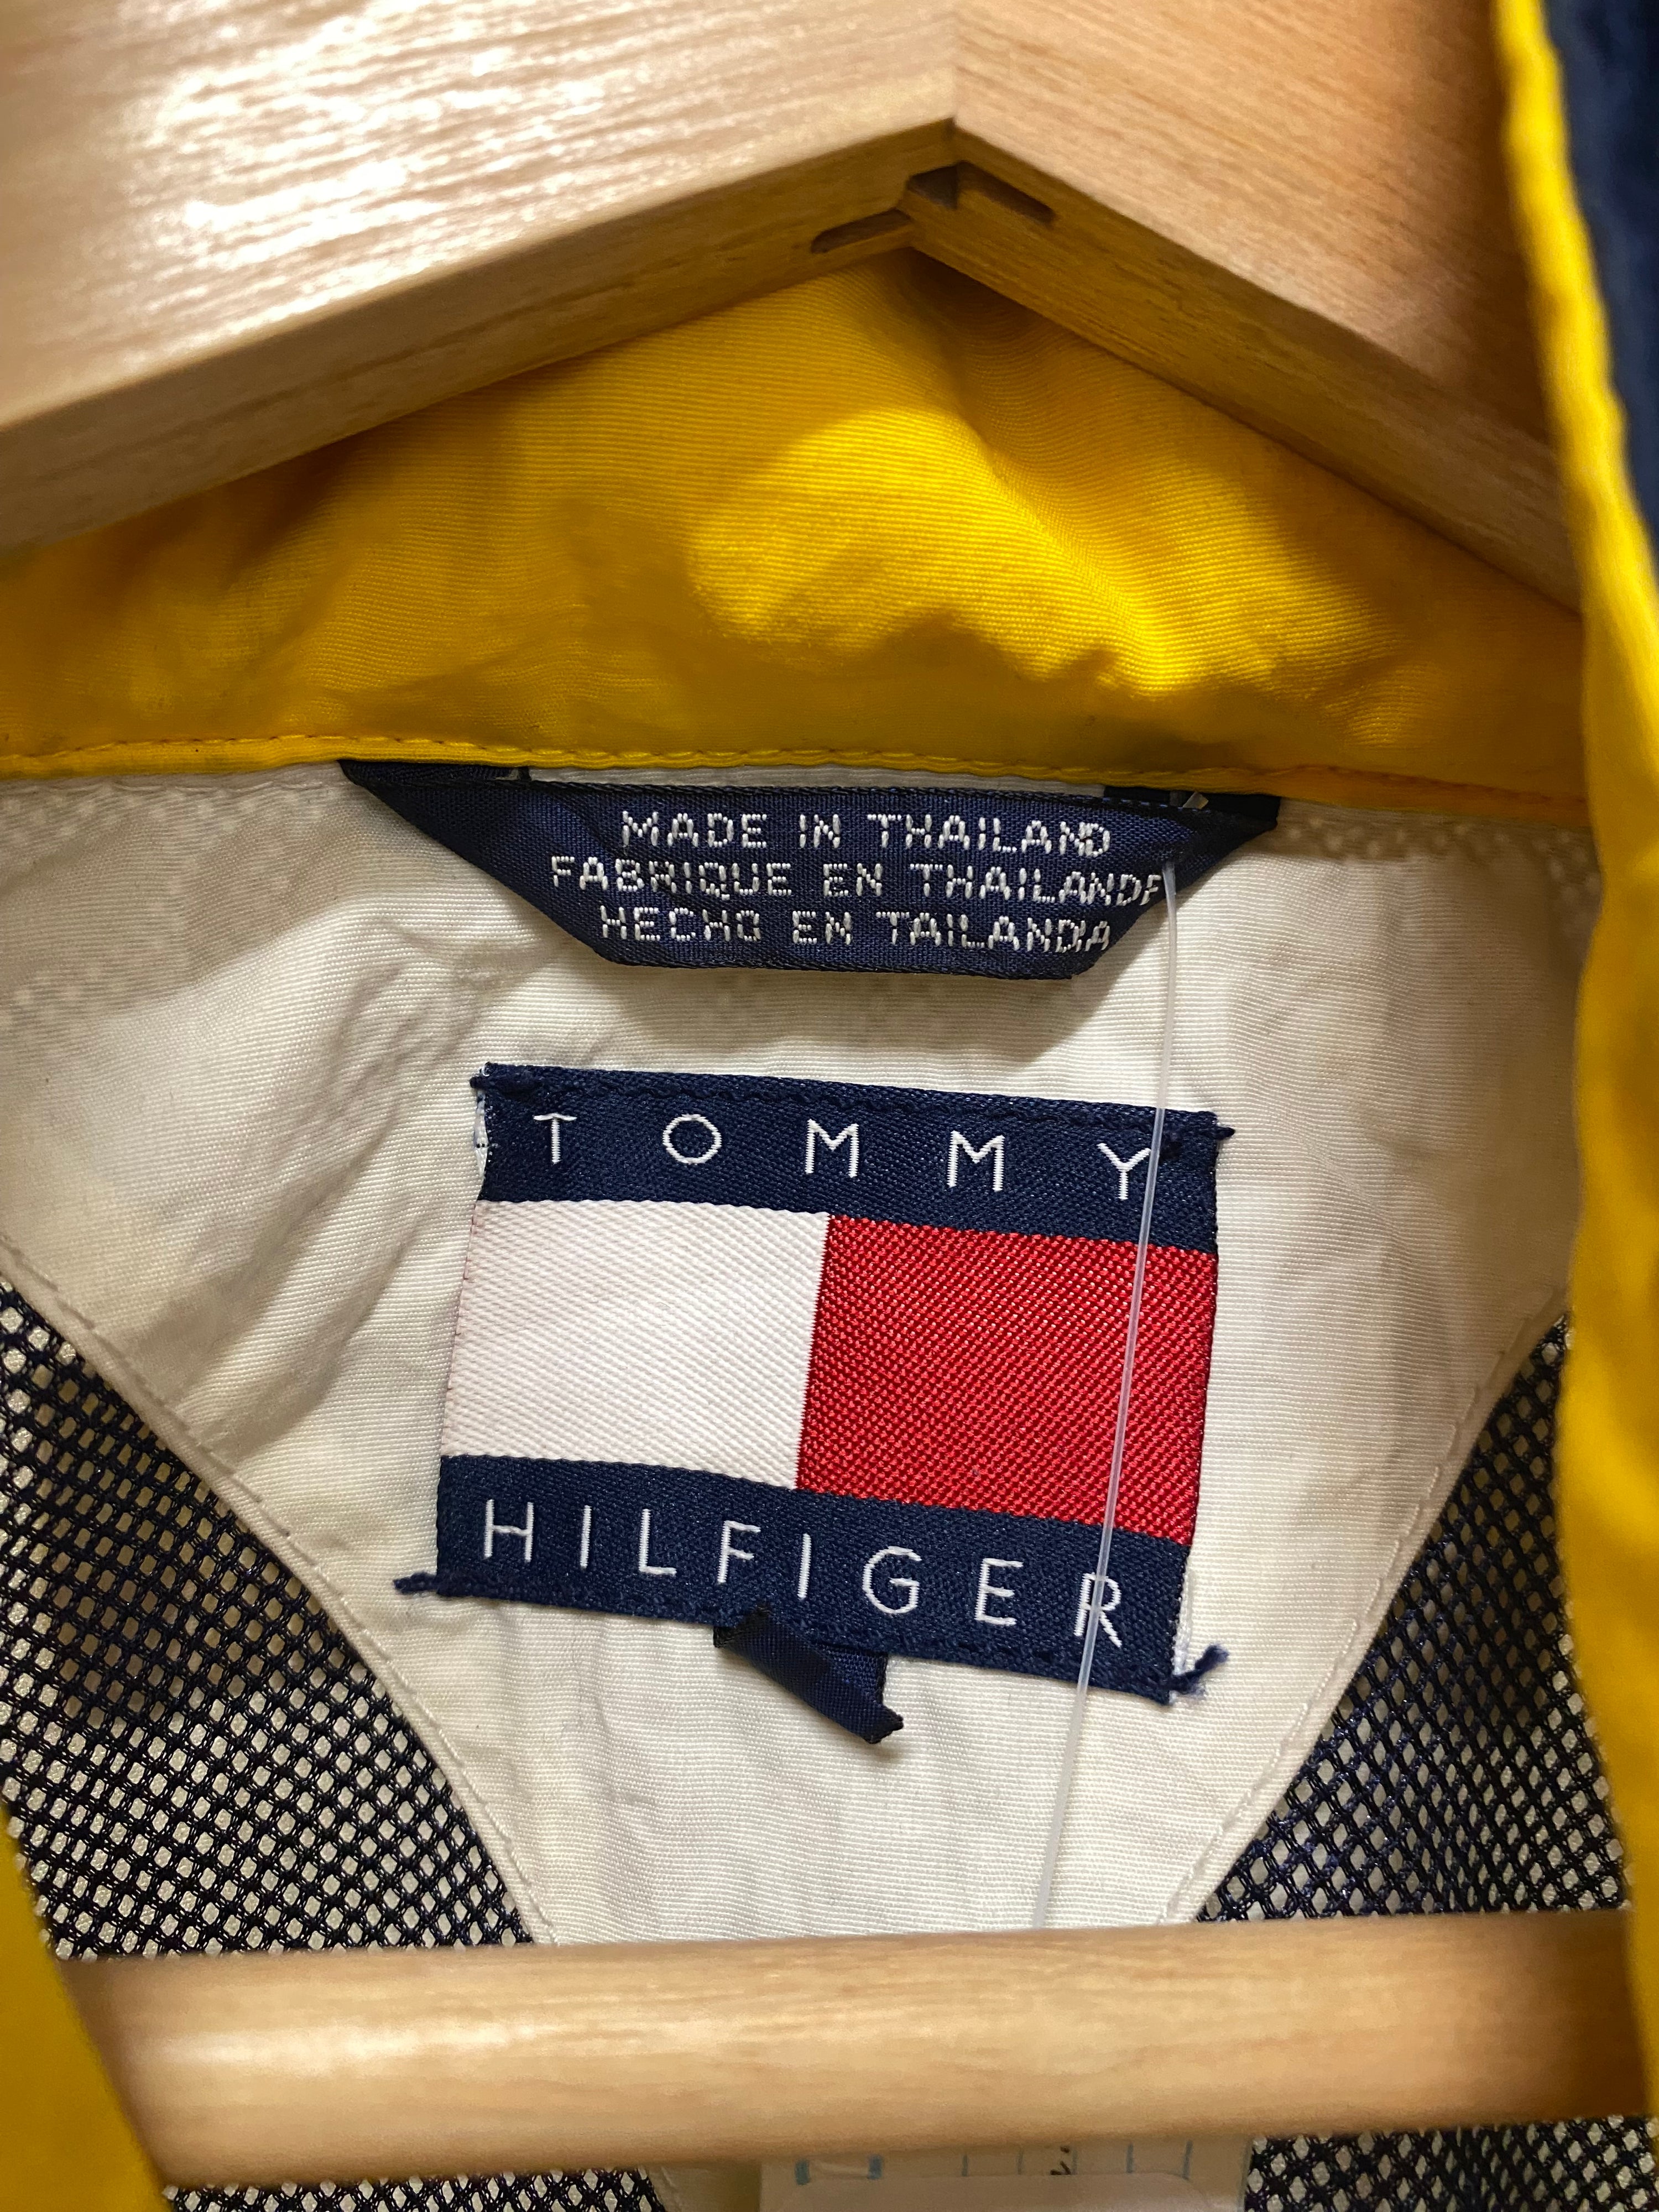 MADE IN THAILAND
FABRIQUE EN THAILANDE
HECHO EN TAILANDIA
TOMMY
HILFIGER